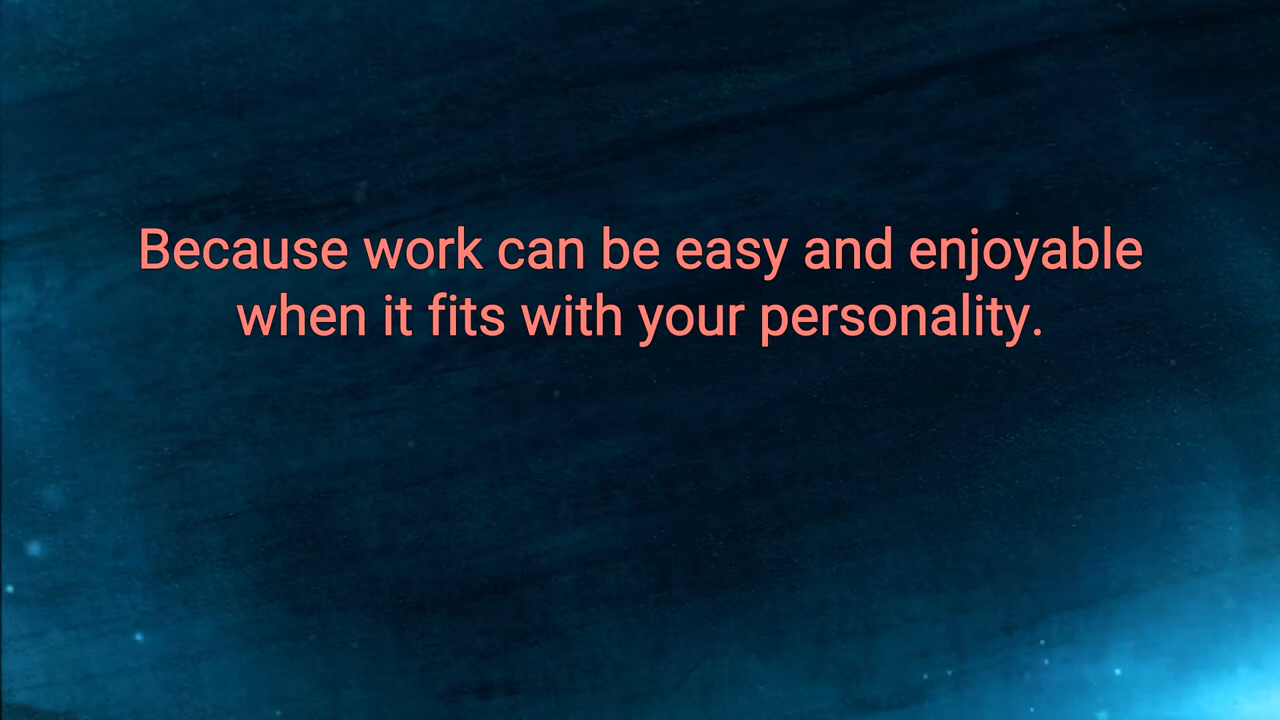 Because work can be easy and enjoyable
when it fits with your personality.